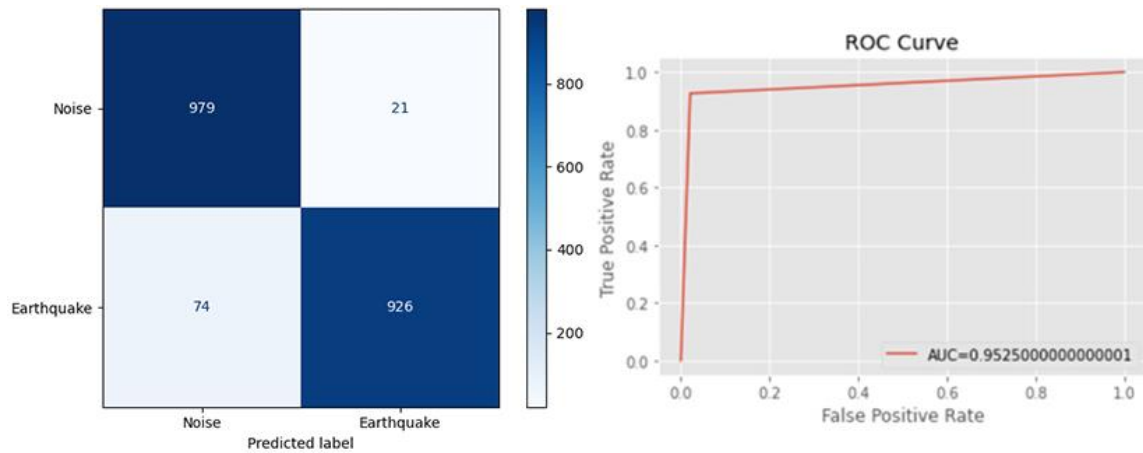 Noise
Earthquake
979
21
74
926
Noise
Earthquake
Predicted label
800
600
400
200
ROC Curve
True Positive Rate
1.0
0.8
0.6
0.4
0.2
0.0
AUC=0.9525000000000001
0.0 0.2 0.4 0.6 0.8 1.0
False Positive Rate